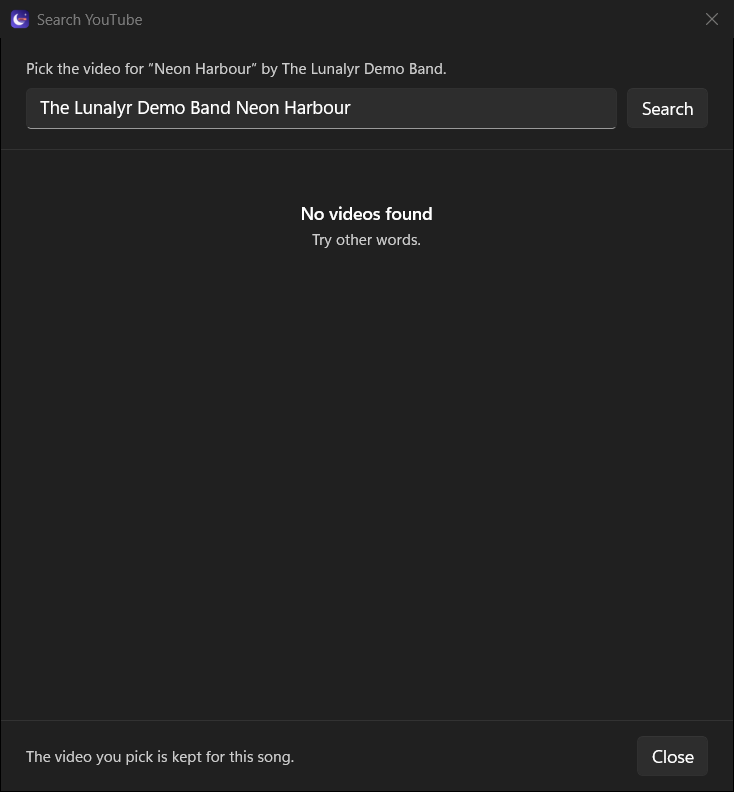 Search YouTube
Pick the video for “Neon Harbour” by The Lunalyr Demo Band.
The Lunalyr Demo Band Neon Harbour
Search
No videos found
Try other words.
The video you pick is kept for this song.
Close